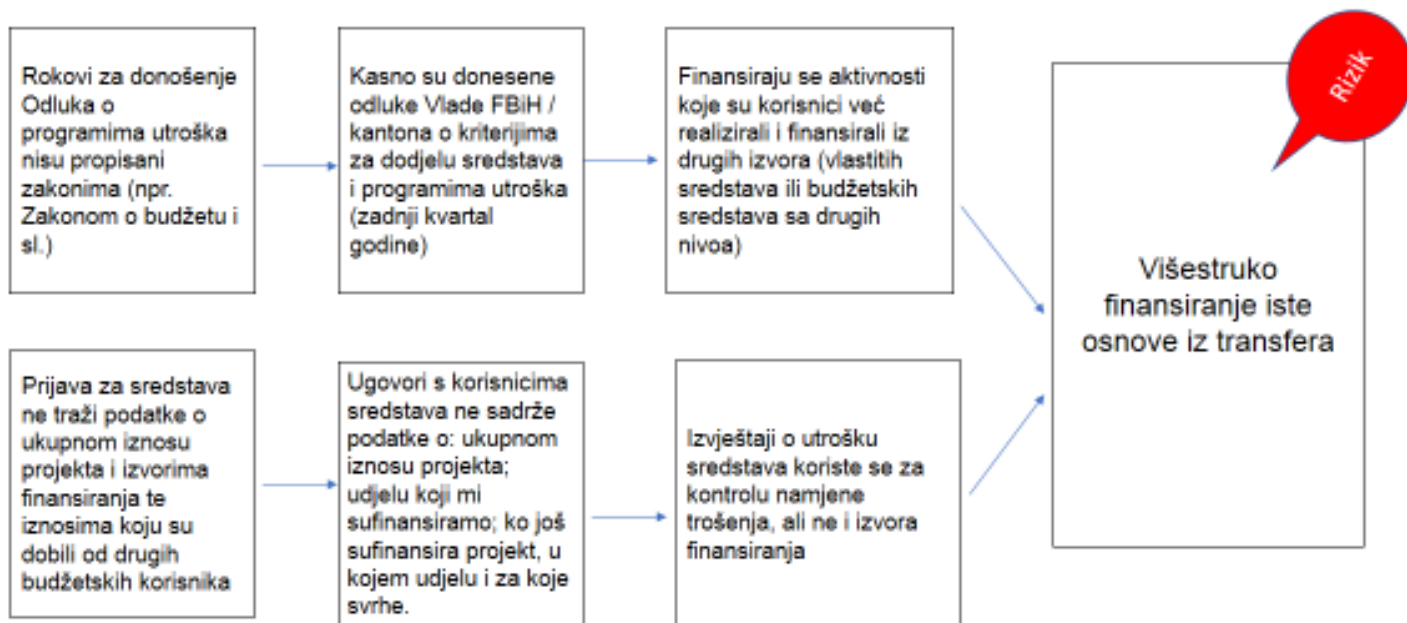 Rokovi za donošenje
Odluka o
programima utroška
nisu propisani
zakonima (npr.
Zakonom o budžetu i
sl.)
Kasno su donesene
odluke Vlade FBiH /
kantona o kriterijima
za dodjelu sredstava
i programima utroška
(zadnji kvartal
godine)
Finansiraju se aktivnosti
koje su korisnici već
realizirali i finansirali iz
drugih izvora (vlastitih
sredstava ili budžetskih
sredstva sa drugih
nivoa)
Rizik
Višestruko
finansiranje iste
osnove iz transfera
Prijava za sredstava
ne traži podatke o
ukupnom iznosu
projekta i izvorima
finansiranja te
iznosima koju su
dobili od drugih
budžetskih korisnika
Ugovori s korisnicima
sredstava ne sadrže
podatke o: ukupnom
iznosu projekta;
udjelu koji mi
sufinansiramo; ko još
sufinansira projekt, u
kojem udjelu i za koje
svrhe.
Izvještaji o utrošku
sredstava koriste se za
kontrolu namjene
trošenja, ali ne i izvora
finansiranja